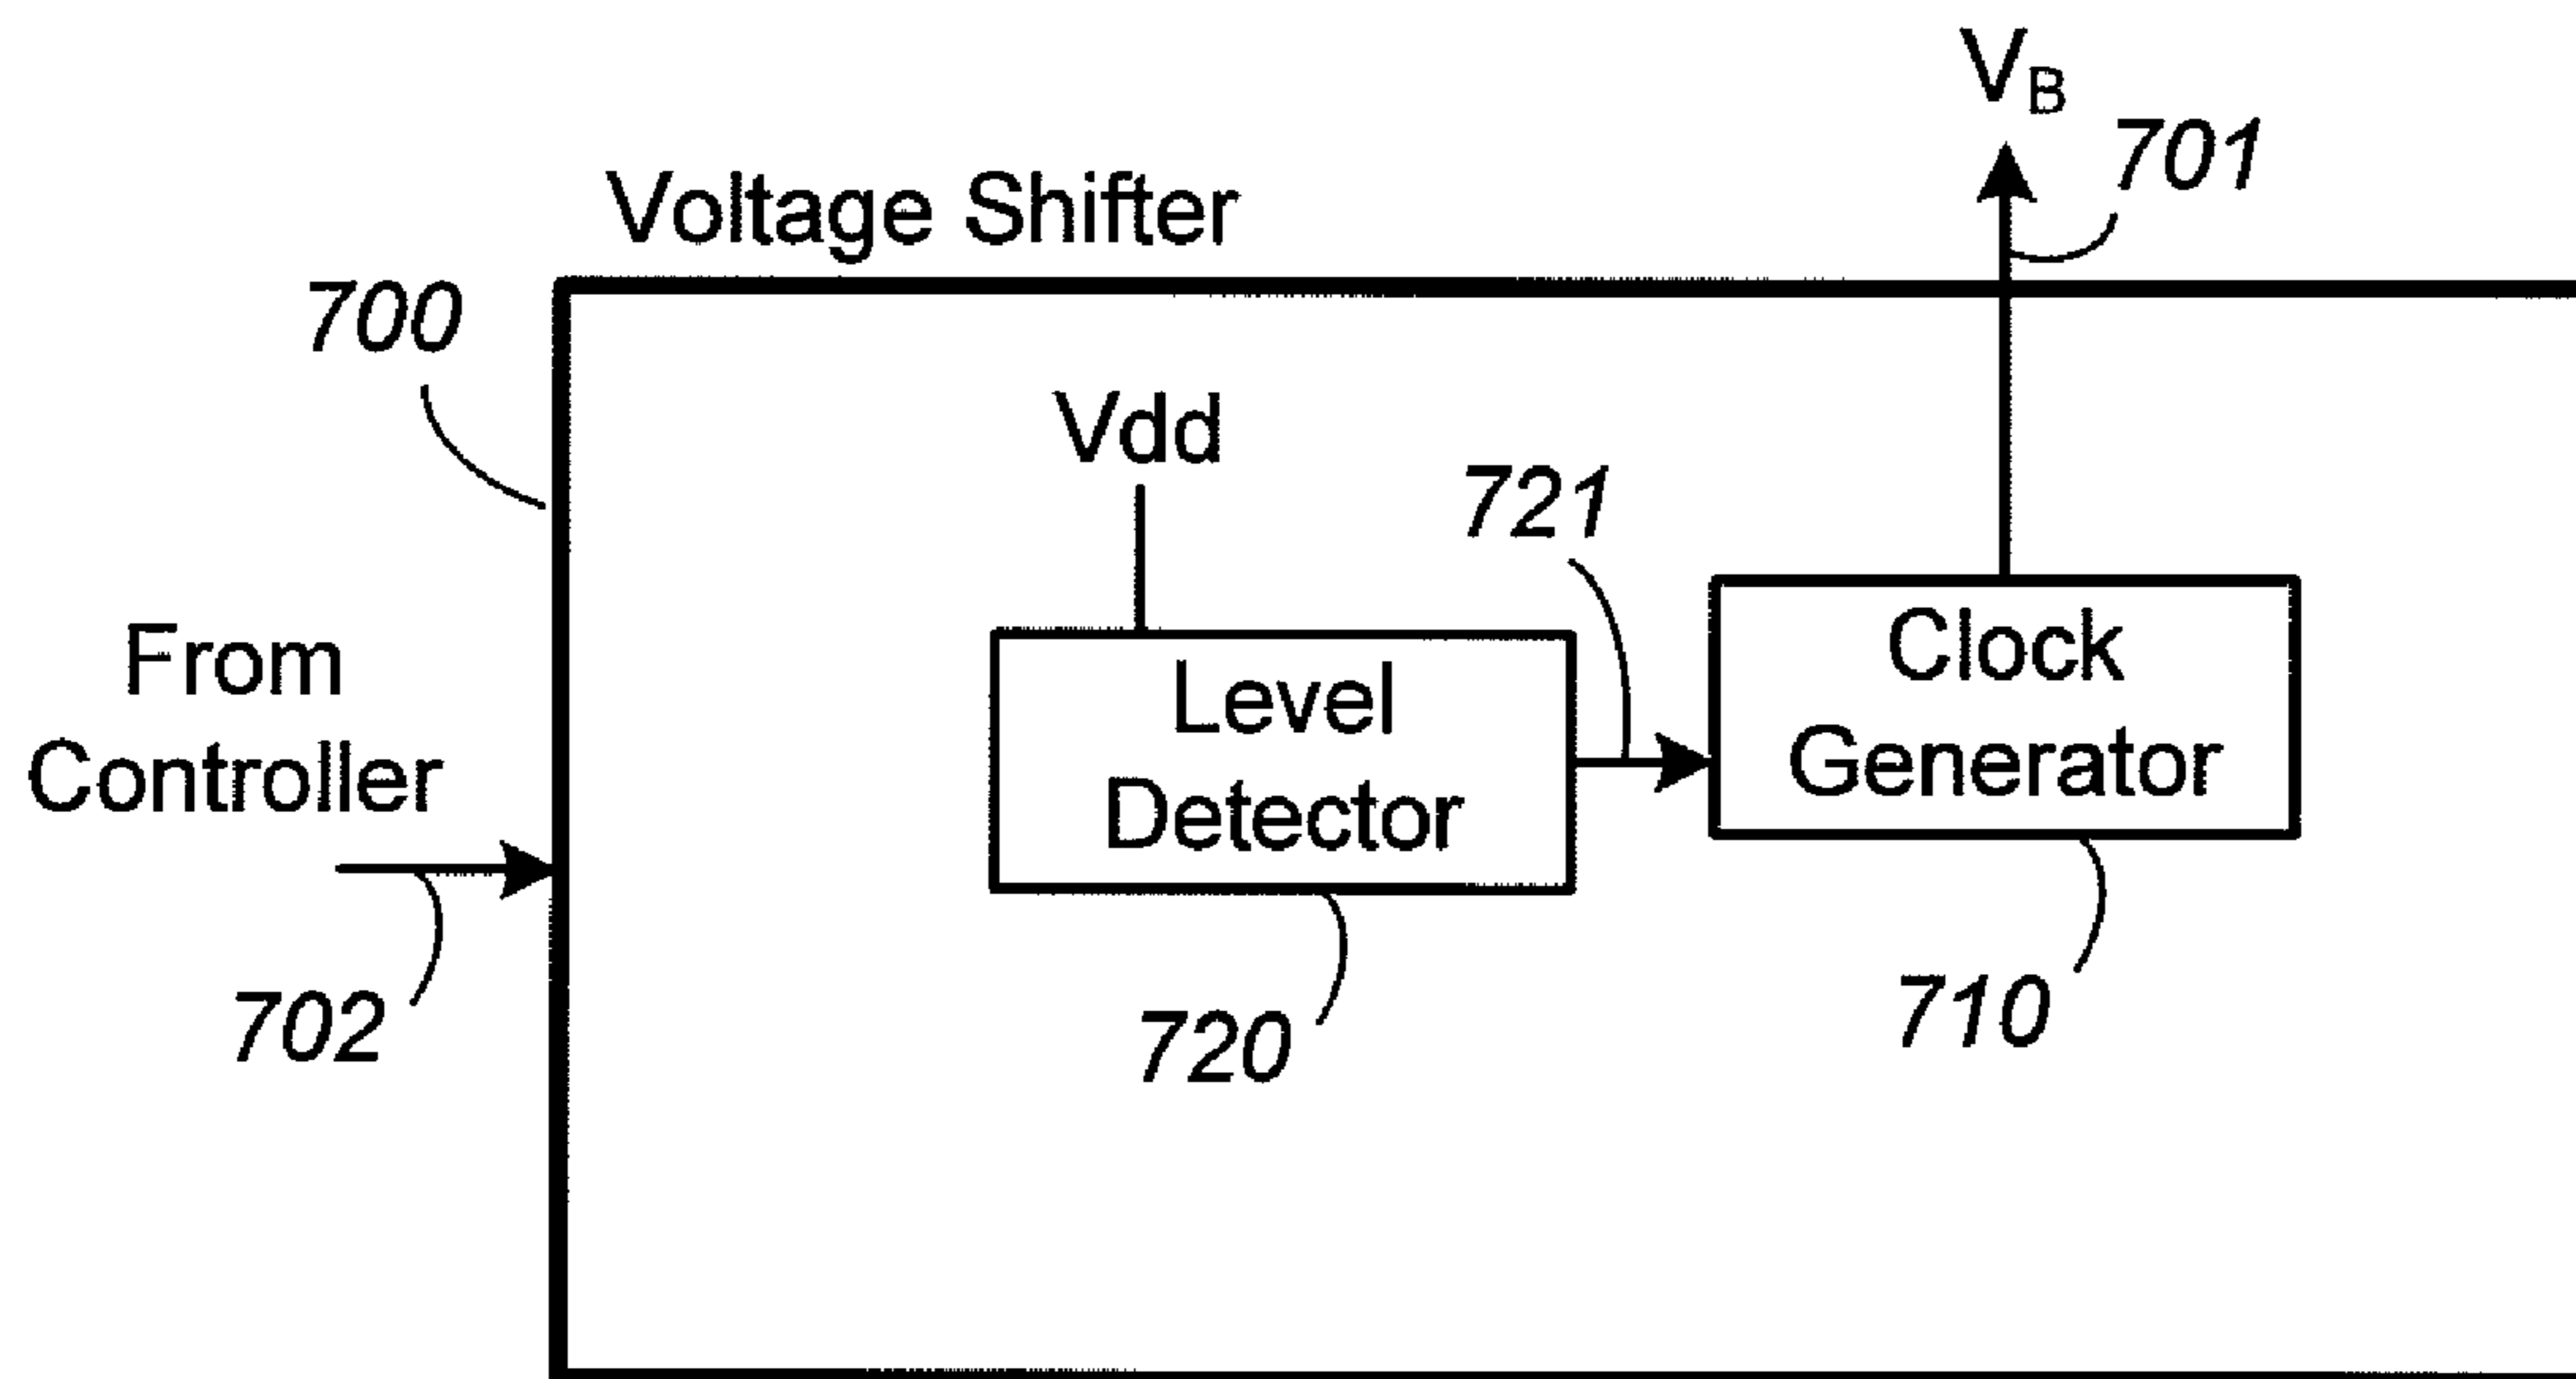 V_B
701
Voltage Shifter
700
Vdd
721
Clock
Generator
From
Controller
Level
Detector
702
720
710